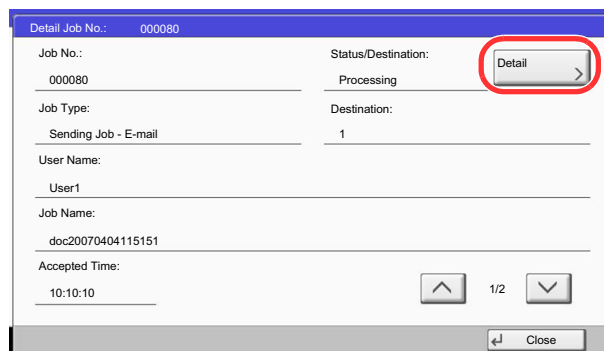 Detail Job No.: 000080
Job No.:
000080
Status/Destination:
Processing
Detail
Job Type:
Sending Job - E-mail
Destination:
1
User Name:
User1
Job Name:
doc20070404115151
Accepted Time:
10:10:10
1/2
Close